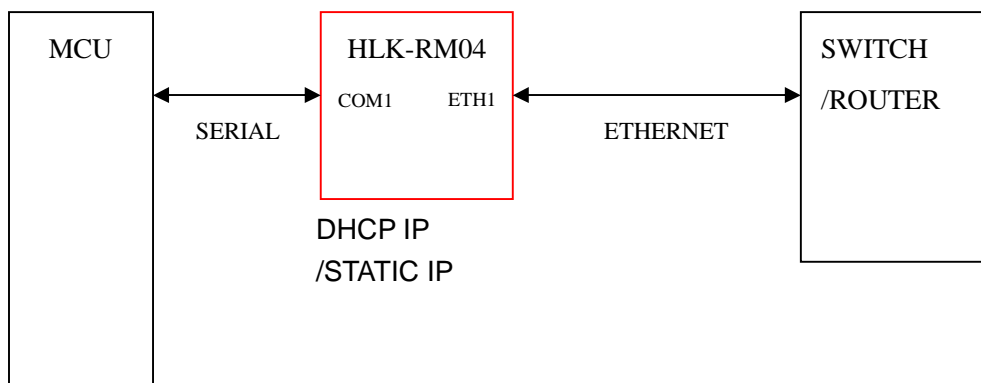 MCU
HLK-RM04
SWITCH
/ROUTER
COM1
ETH1
SERIAL
ETHERNET
DHCP IP
/STATIC IP